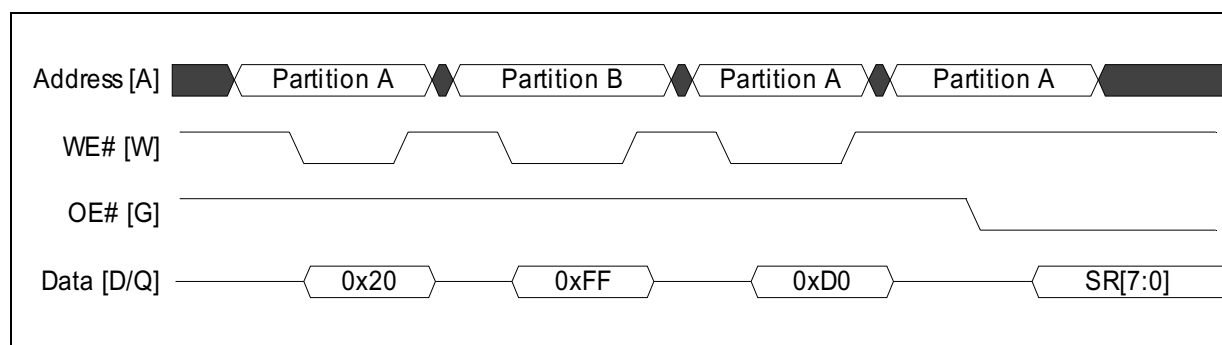 Address [A] Partition A Partition B Partition A Partition A
WE# [W]
OE# [G]
Data [D/Q] 0x20 0xFF 0xD0 SR[7:0]